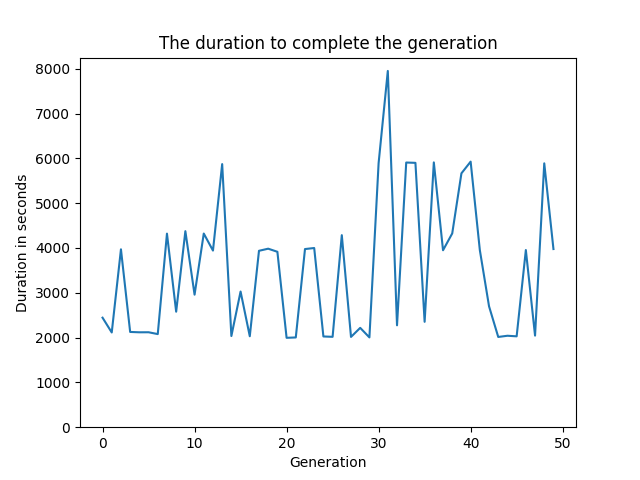 The duration to complete the generation
8000
7000
6000
5000
4000
3000
2000
1000
0
Duration in seconds
0 10 20 30 40 50
Generation